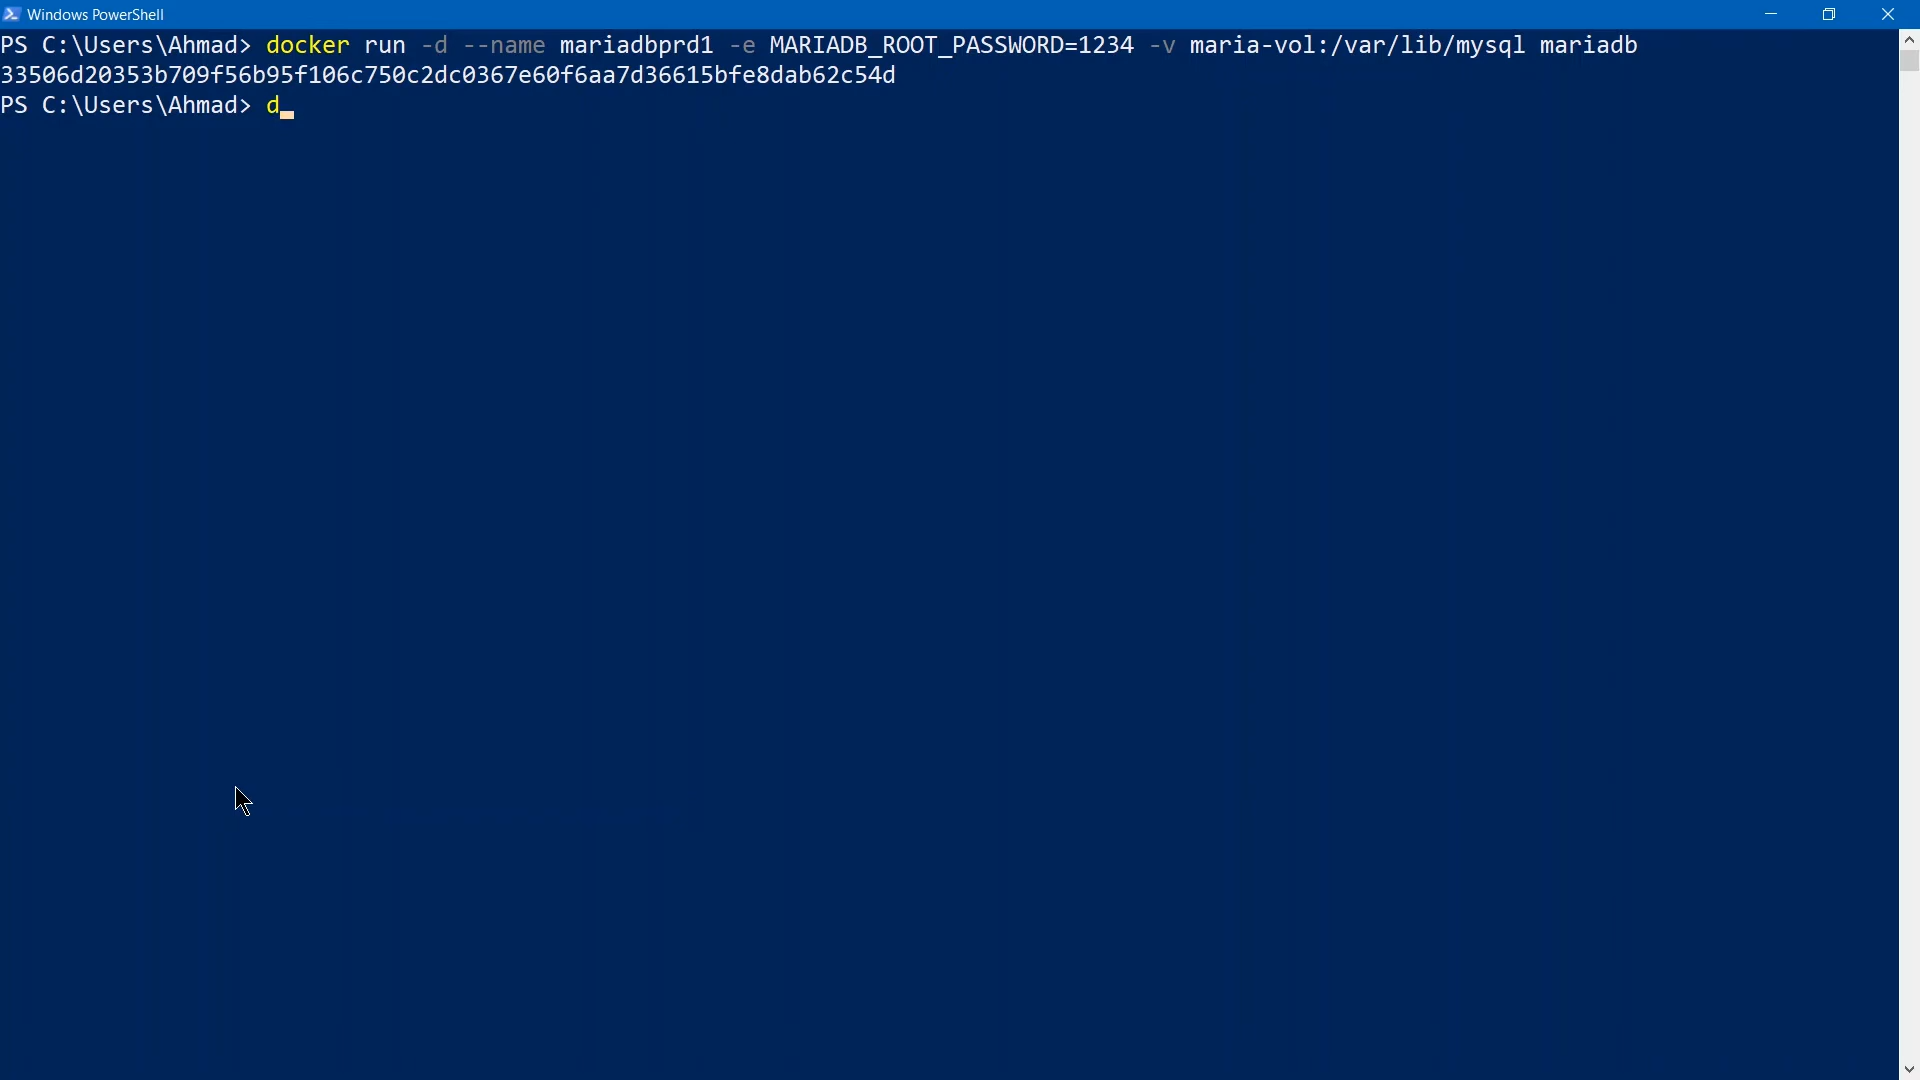 Windows PowerShell
PS C:\Users\Ahmad> docker run -d --name mariadbprd1 -e MARIADB_ROOT_PASSWORD=1234 -v maria-vol:/var/lib/mysql mariadb
33506d20353b709f56b95f106c750c2dc0367e60f6aa7d36615bfe8dab62c54d
PS C:\Users\Ahmad> d